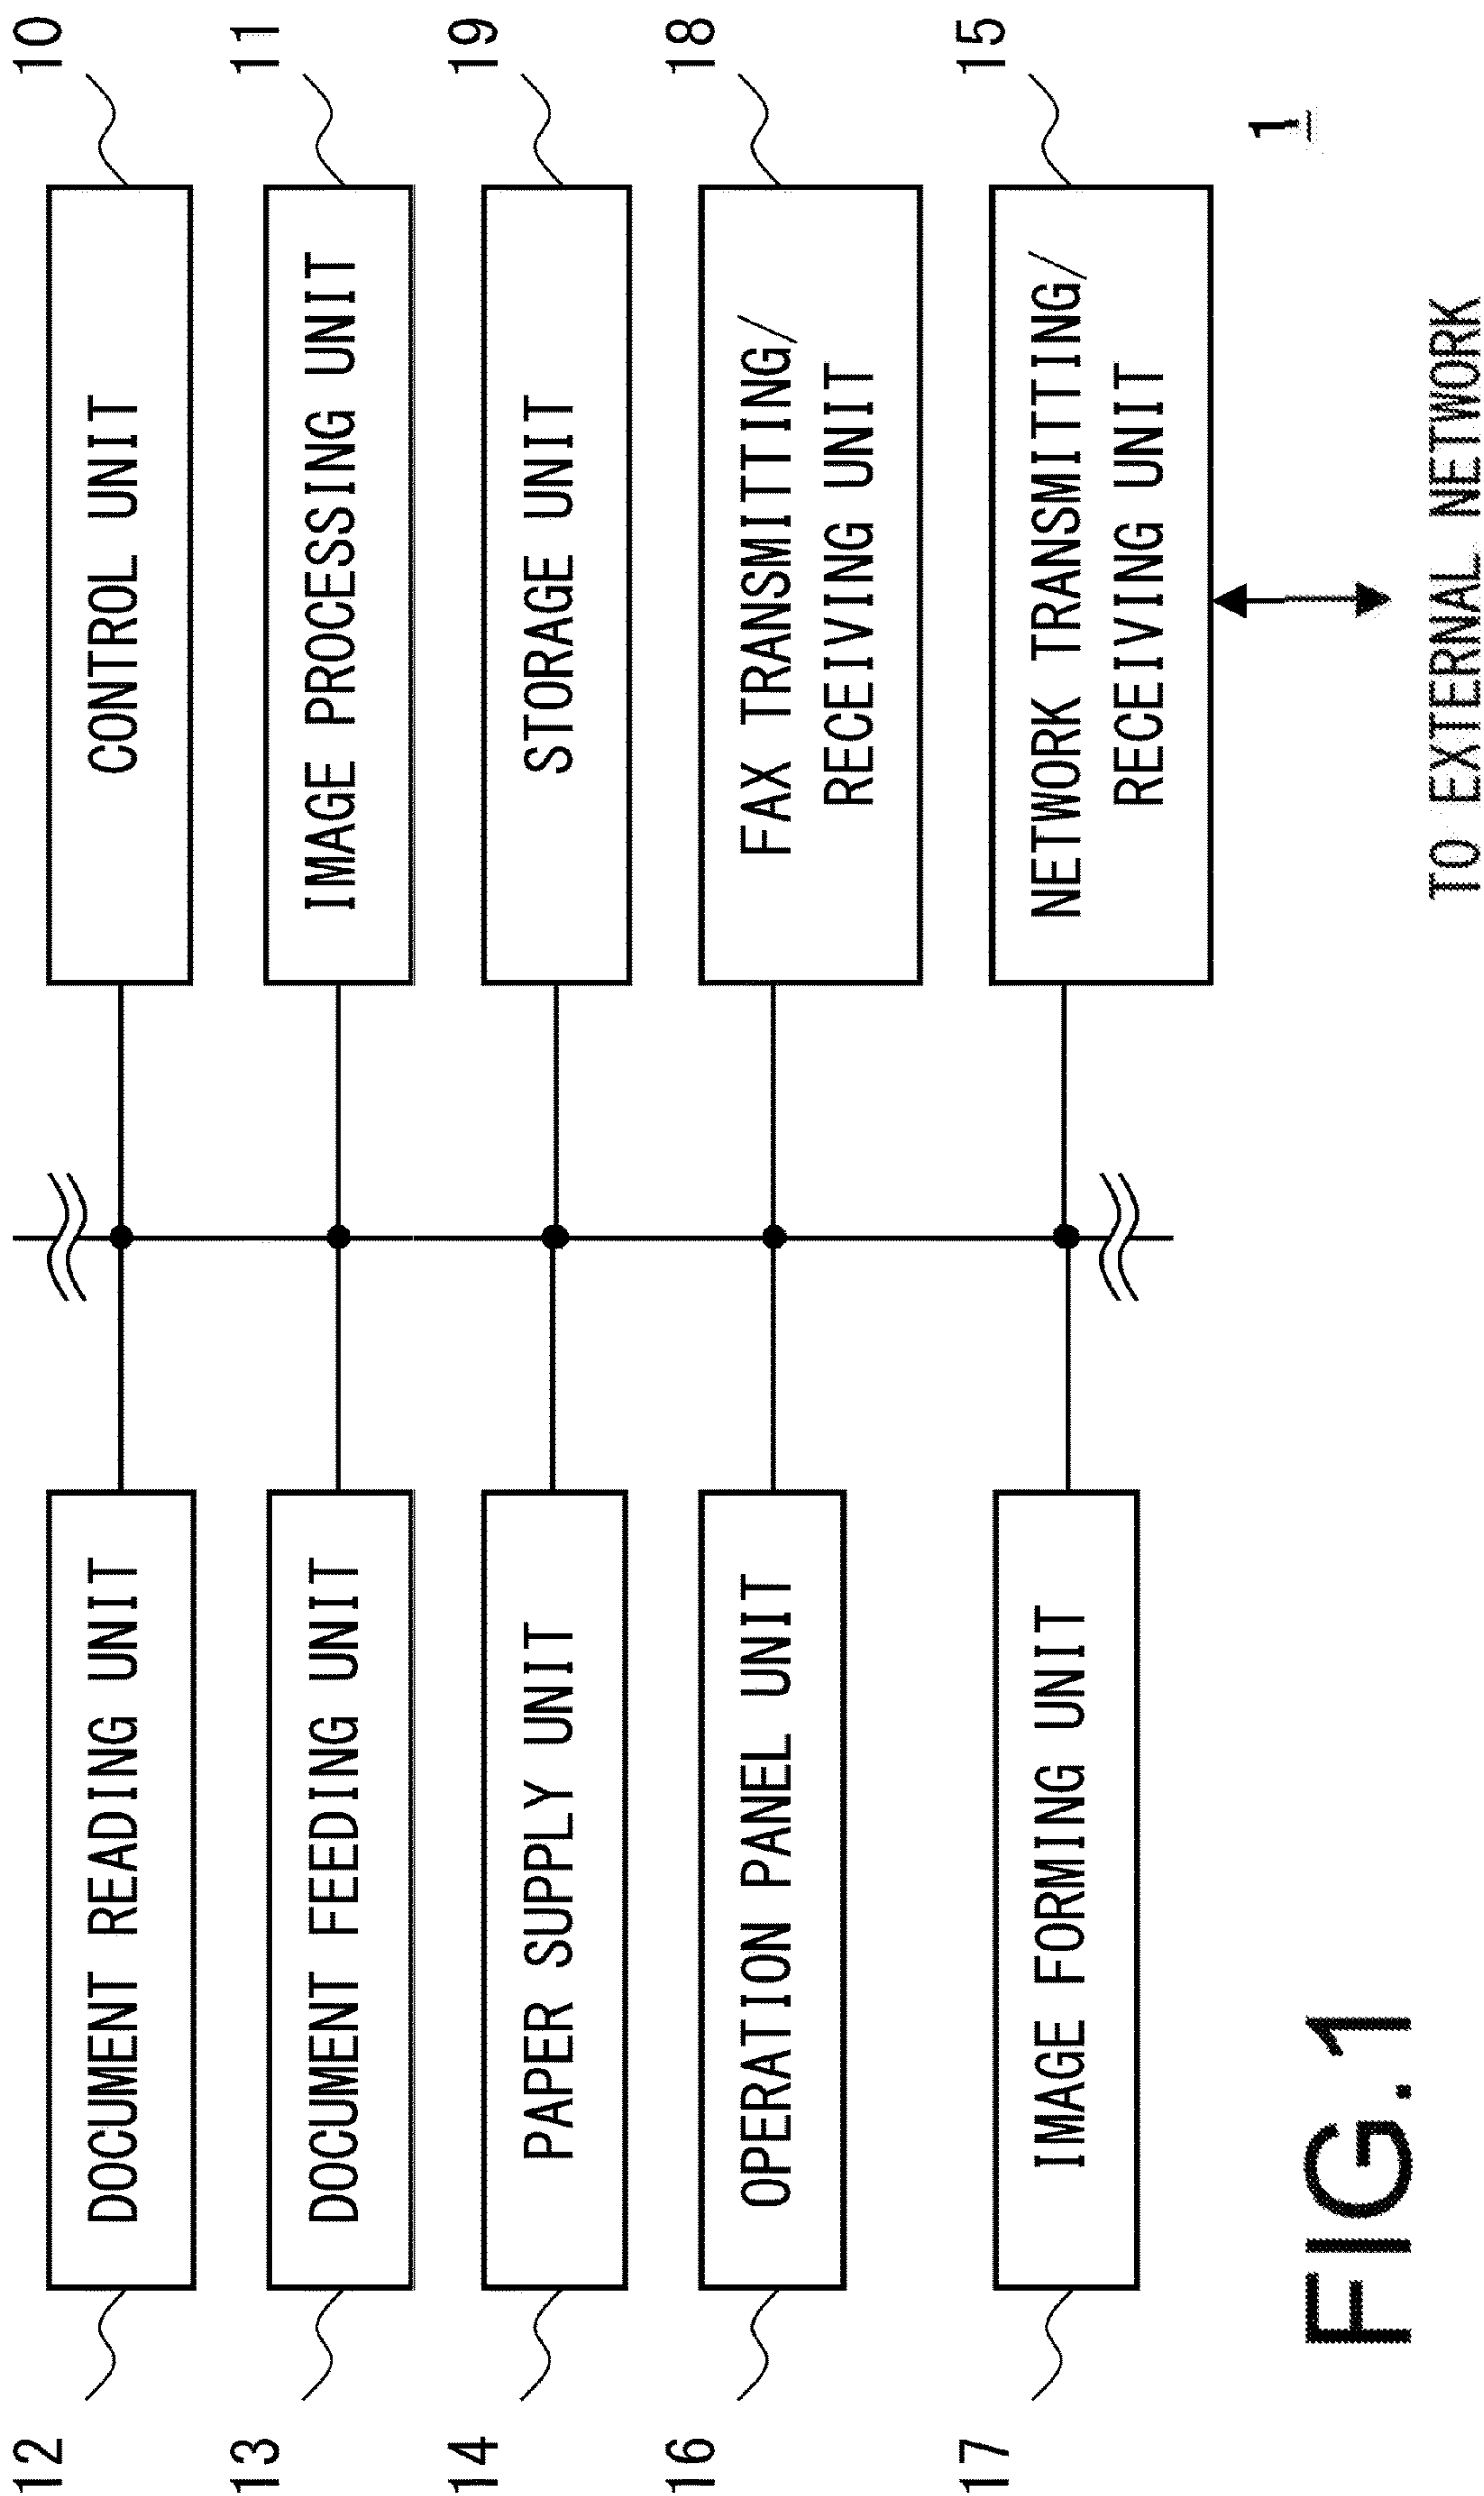 FIG. 1
12
DOCUMENT READING UNIT
CONTROL UNIT
10
13
DOCUMENT FEEDING UNIT
IMAGE PROCESSING UNIT
11
14
PAPER SUPPLY UNIT
STORAGE UNIT
19
16
OPERATION PANEL UNIT
FAX TRANSMITTING/
RECEIVING UNIT
18
17
IMAGE FORMING UNIT
NETWORK TRANSMITTING/
RECEIVING UNIT
15
1
TO EXTERNAL NETWORK